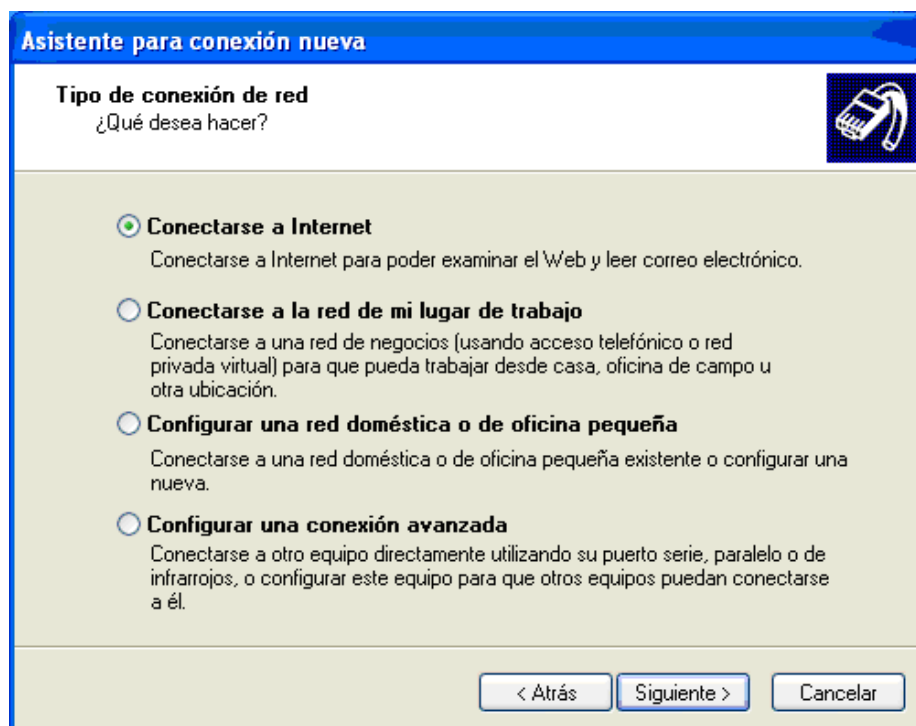 Asistente para conexión nueva
Tipo de conexión de red
¿Qué desea hacer?
Conectarse a Internet
Conectarse a Internet para poder examinar el Web y leer correo electrónico.
Conectarse a la red de mi lugar de trabajo
Conectarse a una red de negocios (usando acceso telefónico o red
privada virtual) para que pueda trabajar desde casa, oficina de campo u
otra ubicación.
Configurar una red doméstica o de oficina pequeña
Conectarse a una red doméstica o de oficina pequeña existente o configurar una
nueva.
Configurar una conexión avanzada
Conectarse a otro equipo directamente utilizando su puerto serie, paralelo o de
infrarrojos, o configurar este equipo para que otros equipos puedan conectarse
a él.
< Atrás
Siguiente >
Cancelar